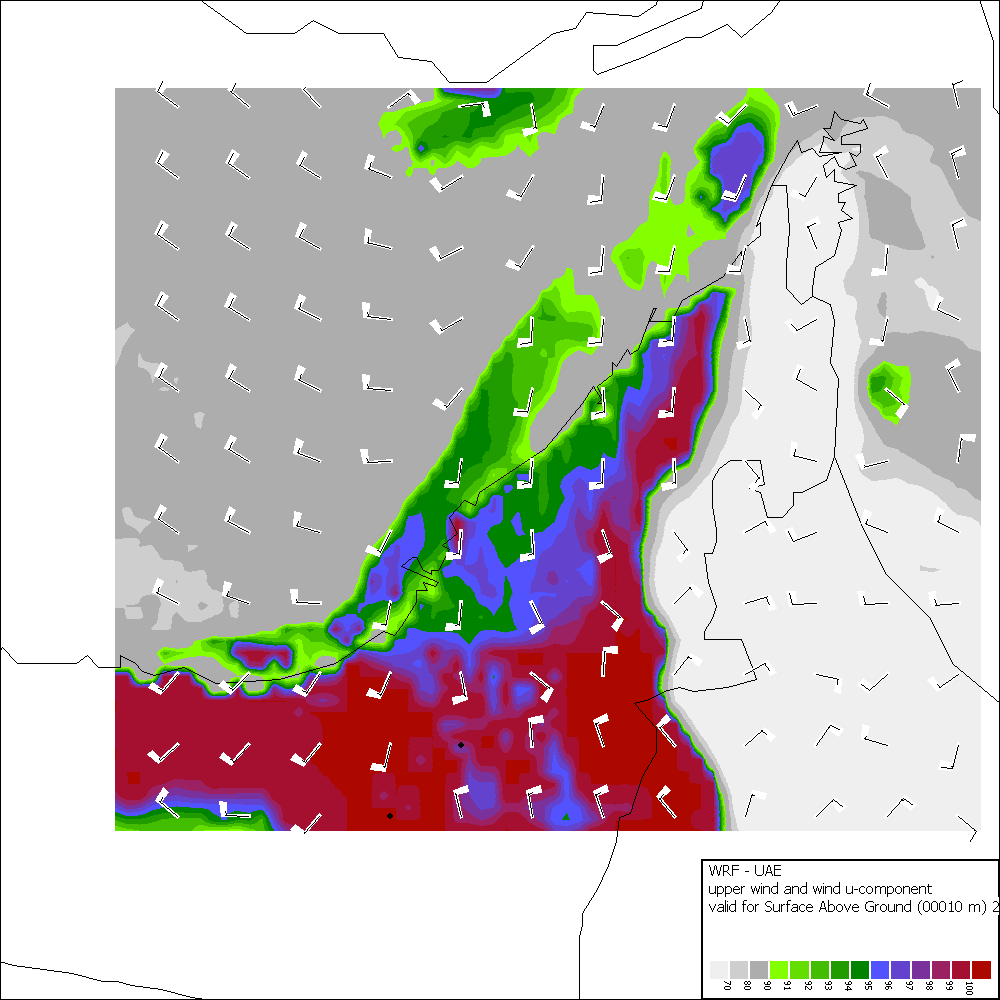 WRF - UAE
upper wind and wind u-component
valid for Surface Above Ground (00010 m) 2
70 80 90 91 92 93 94 95 96 97 98 99 100